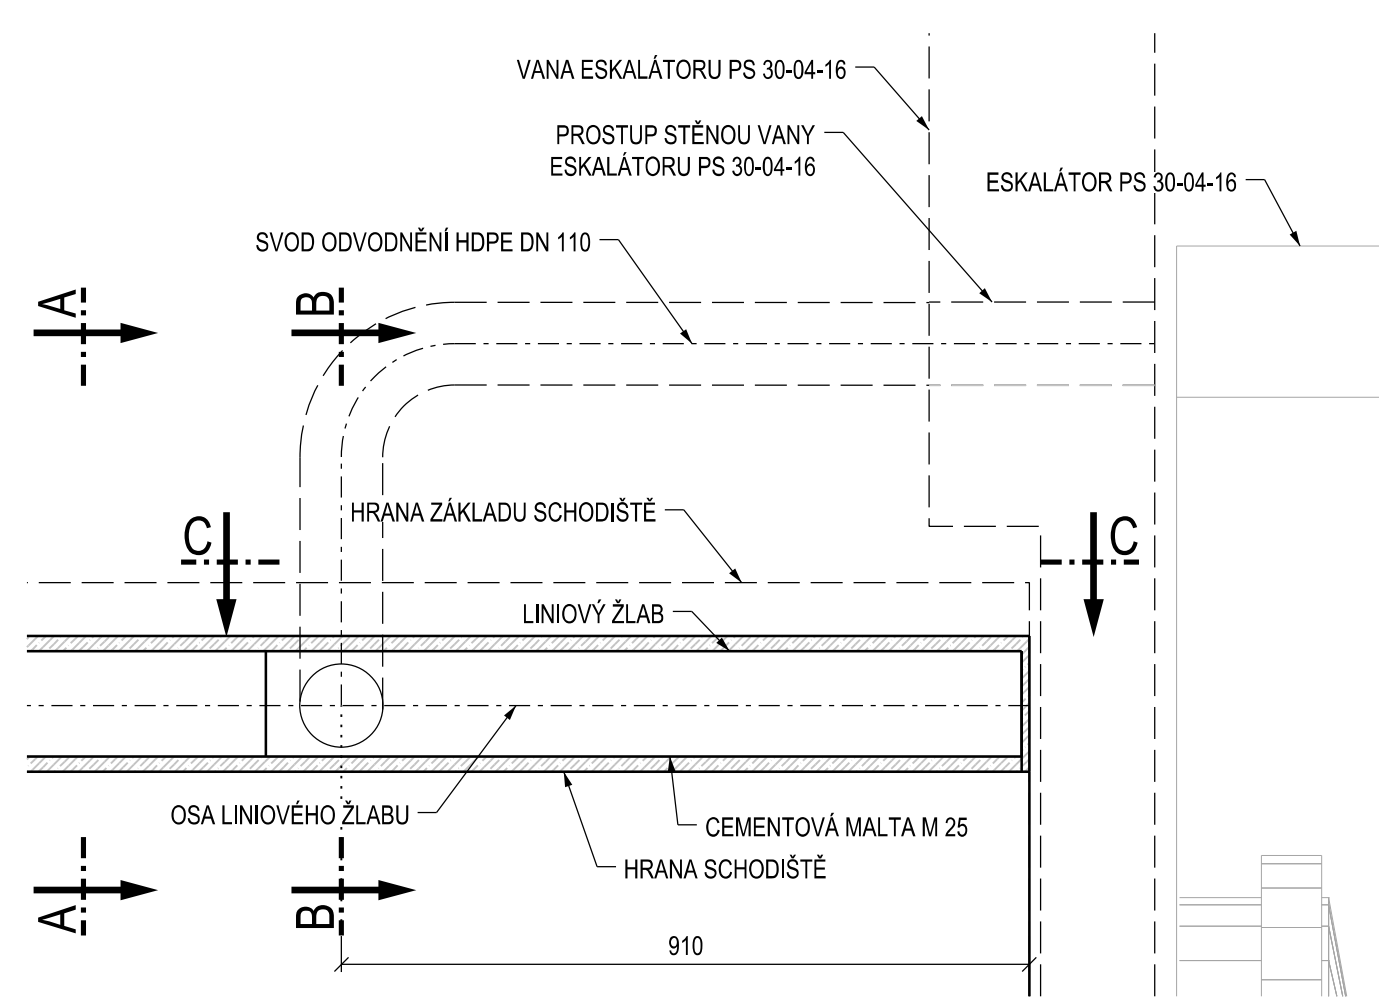 VANA ESKALÁTORU PS 30-04-16
PROSTUP STĚNOU VANY
ESKALÁTORU PS 30-04-16
ESKALÁTOR PS 30-04-16
SVOD ODVODNĚNÍ HDPE DN 110
A
B
HRANA ZÁKLADU SCHODIŠTĚ
C
C
LINIOVÝ ŽLAB
OSA LINIOVÉHO ŽLABU
CEMENTOVÁ MALTA M 25
HRANA SCHODIŠTĚ
A
B
910